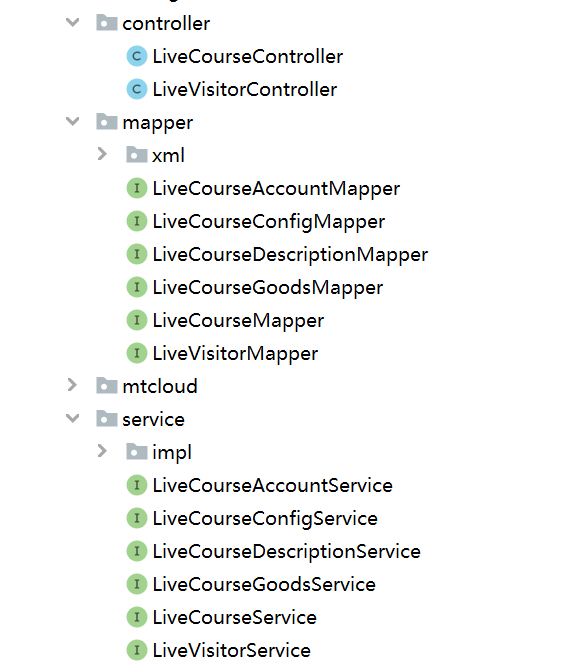 controller
C LiveCourseController
C LiveVisitorController
mapper
xml
I LiveCourseAccountMapper
I LiveCourseConfigMapper
I LiveCourseDescriptionMapper
I LiveCourseGoodsMapper
I LiveCourseMapper
I LiveVisitorMapper
mtcloud
service
impl
I LiveCourseAccountService
I LiveCourseConfigService
I LiveCourseDescriptionService
I LiveCourseGoodsService
I LiveCourseService
I LiveVisitorService